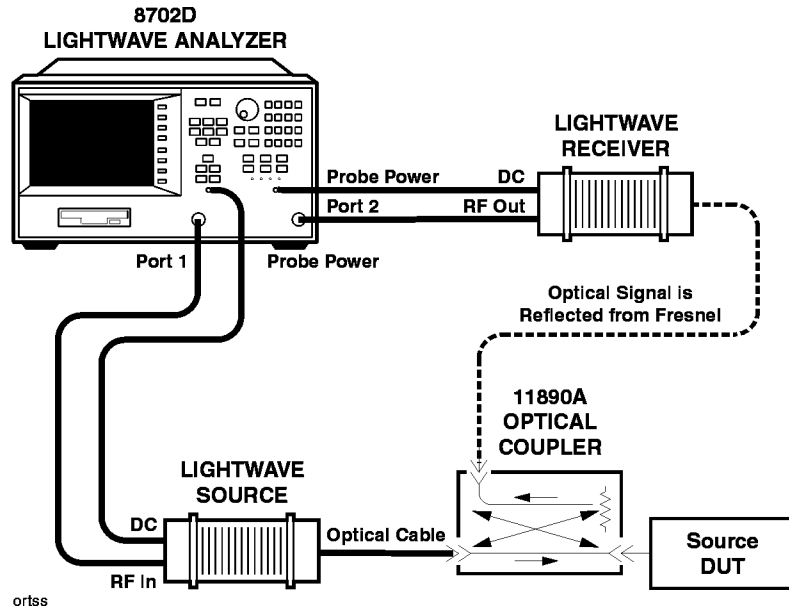 8702D
LIGHTWAVE ANALYZER
LIGHTWAVE
RECEIVER
Probe Power
DC
Port 2
RF Out
Port 1
Probe Power
Optical Signal is
Reflected from Fresnel
11890A
OPTICAL
COUPLER
LIGHTWAVE
SOURCE
DC
Optical Cable
RF In
Source
DUT
ortss